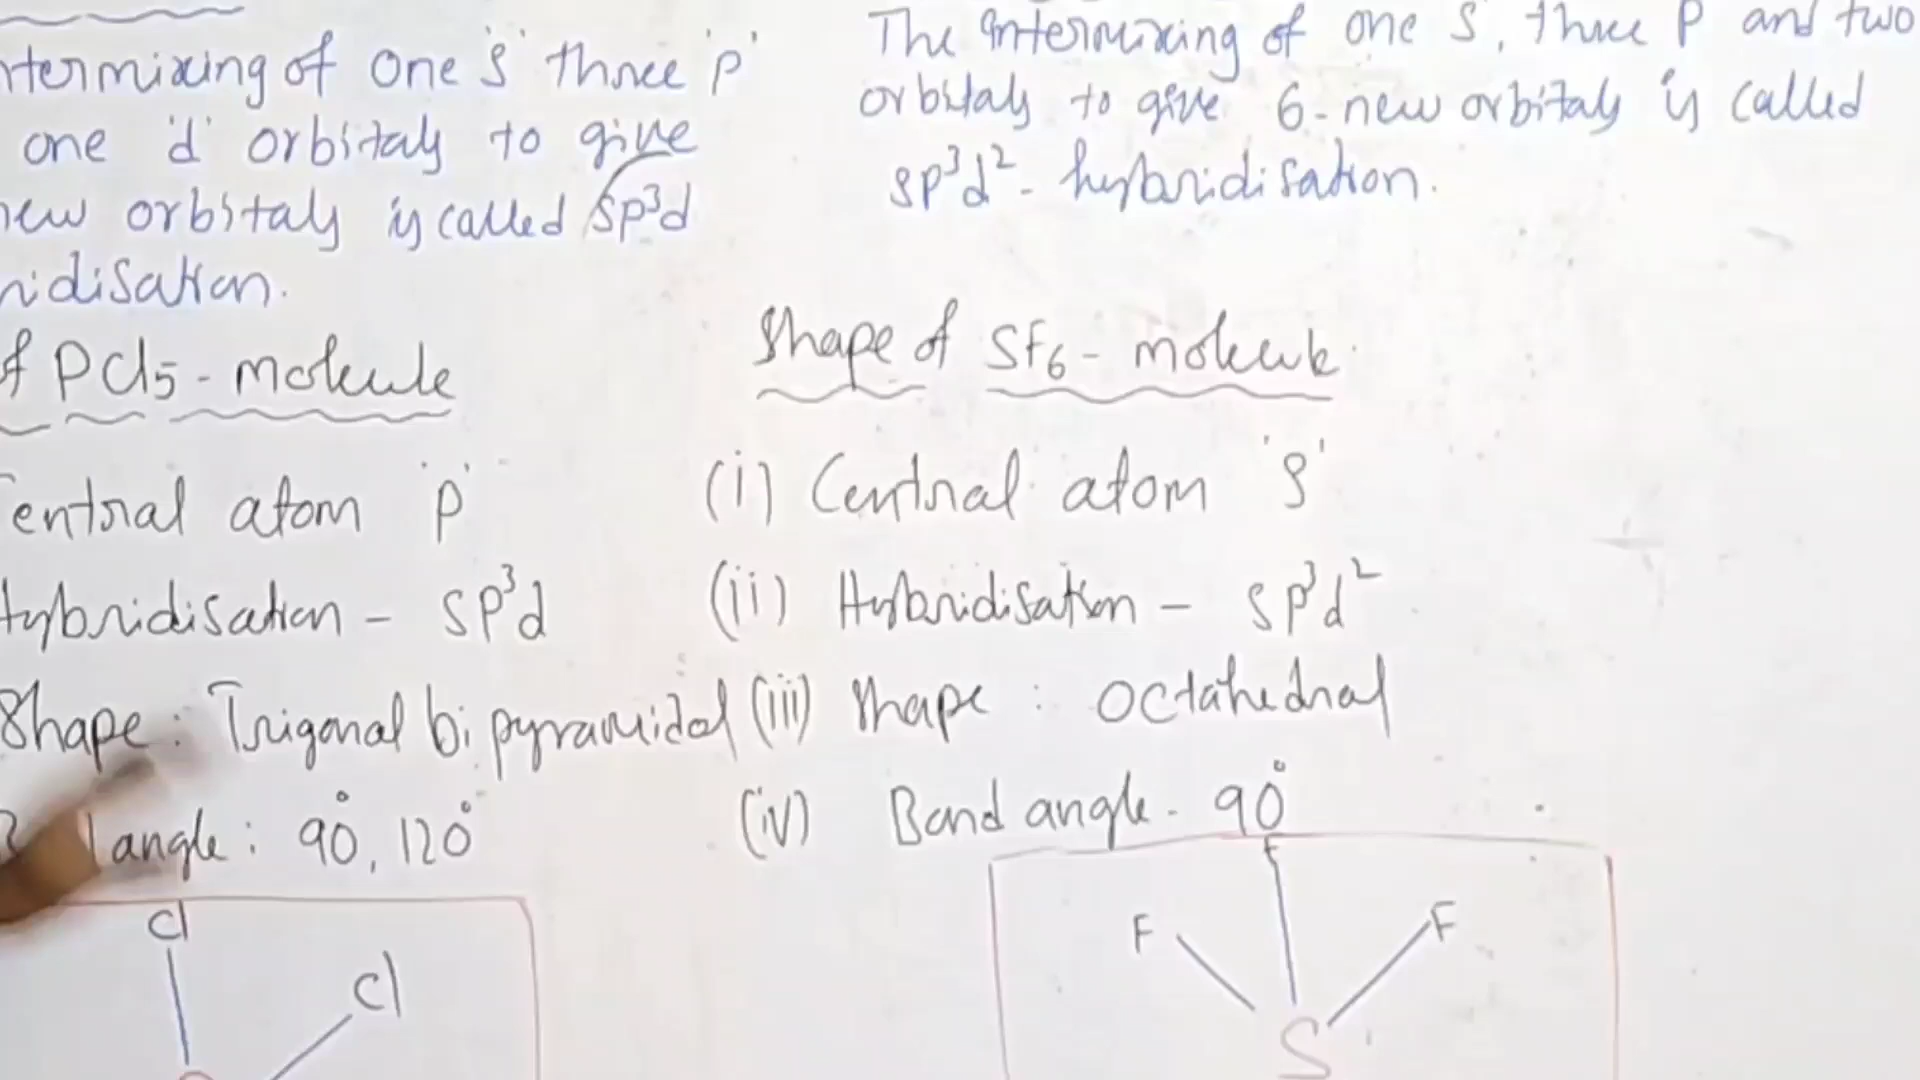 ntermixing of one 's' three 'p'
one 'd' orbitals to give
new orbitals is called sp³d
ridisation.
f PCl5 - molecule
entral atom 'p'
Hybridisation - sp³d
Shape : Trigonal bi pyramidal
angle : 90°, 120°
Cl
Cl
The intermixing of one s, three p and two
orbitals to give 6-new orbitals is called
sp³d² - hybridisation.
Shape of SF6 - molecule
(i) Central atom 's'
(ii) Hybridisation - sp³d²
(iii) Shape : Octahedral
(iv) Bond angle - 90°
F
F F
S